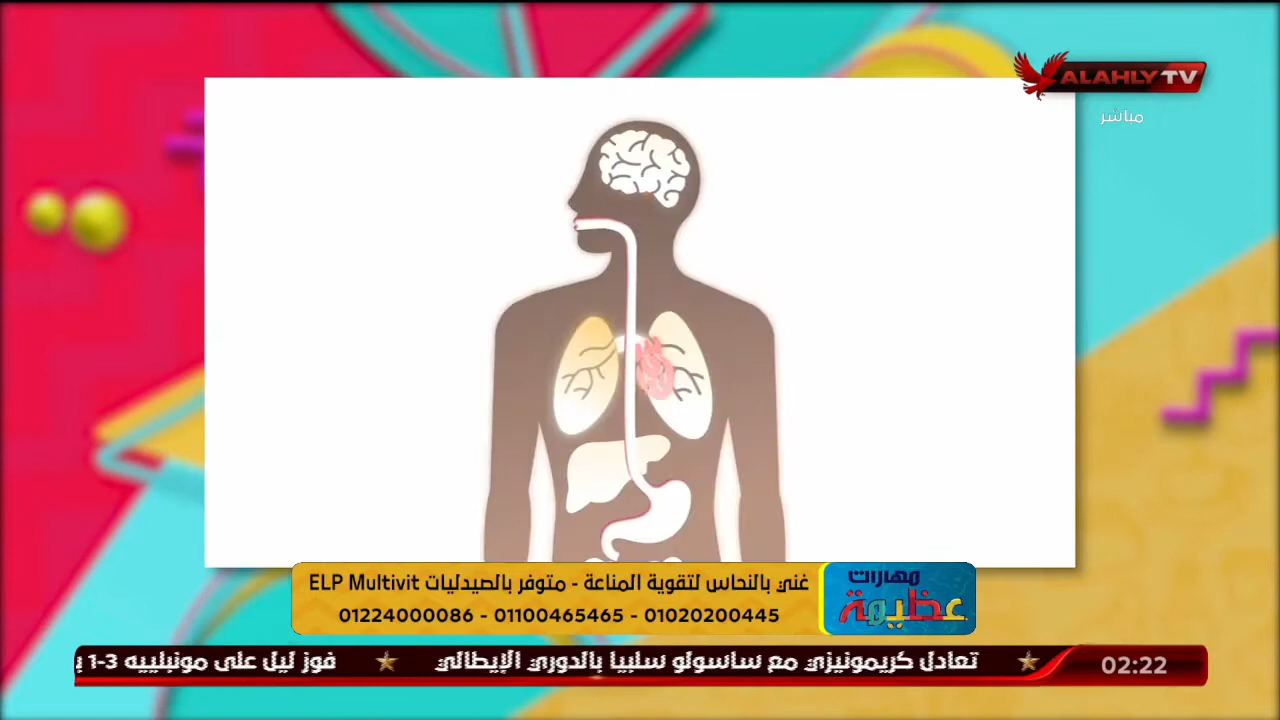 ALAHLY TV
مباشر
غني بالنحاس لتقوية المناعة - متوفر بالصيدليات ELP Multivit
01224000086 - 01100465465 - 01020200445
مهارات
عظيمة
تعادل كريمونيزي مع ساسولو سلبيا بالدوري الإيطالي
فوز ليل على مونبلييه 3-1
02:22